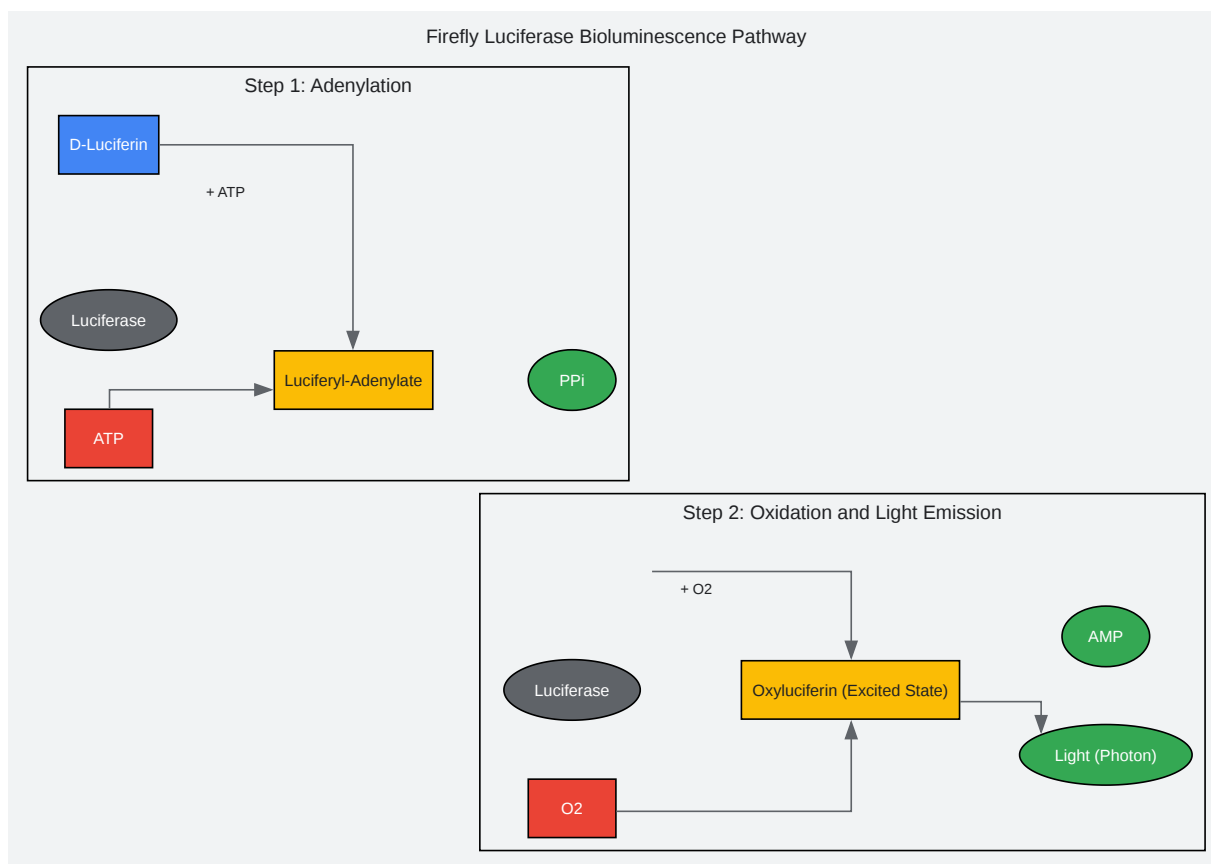 Firefly Luciferase Bioluminescence Pathway
Step 1: Adenylation
D-Luciferin
+ ATP
Luciferase
Luciferyl-Adenylate
PPi
ATP
Step 2: Oxidation and Light Emission
+ O2
AMP
Luciferase
Oxyluciferin (Excited State)
Light (Photon)
O2